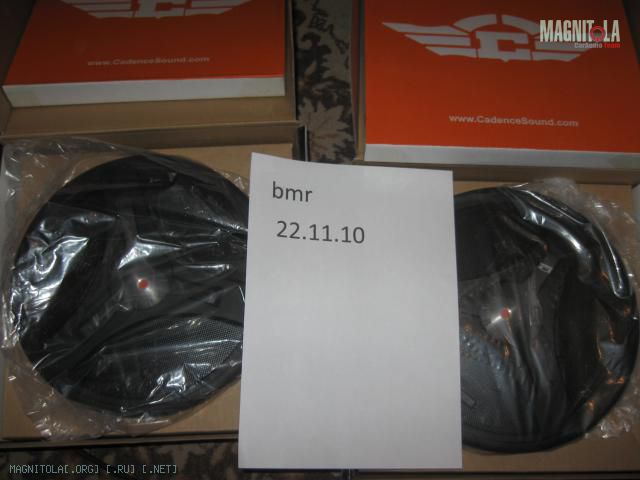 MAGNITOLA
CarAudio Team
C
C
www.CadenceSound.com
www.CadenceSound.com
bmr
22.11.10
MAGNITOLA[.ORG] [.RU] [.NET]